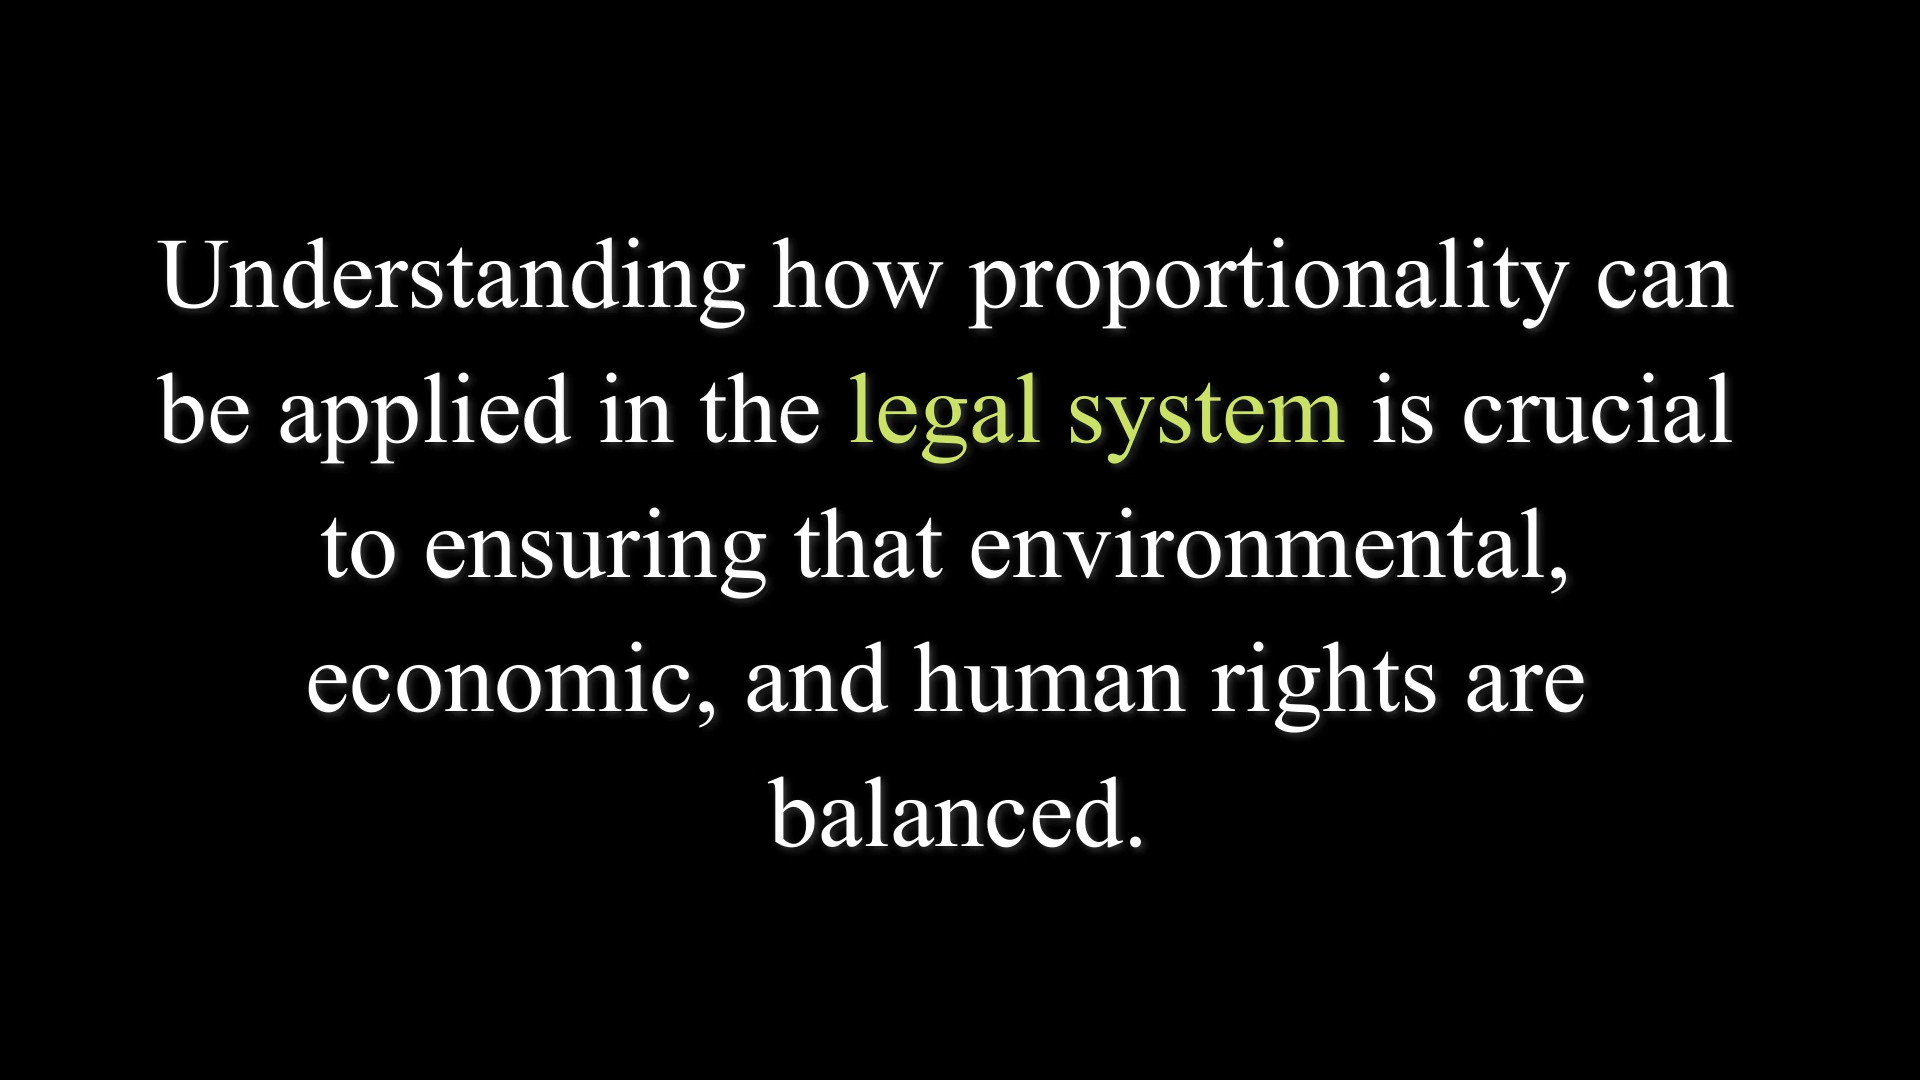 Understanding how proportionality can
be applied in the legal system is crucial
to ensuring that environmental,
economic, and human rights are
balanced.